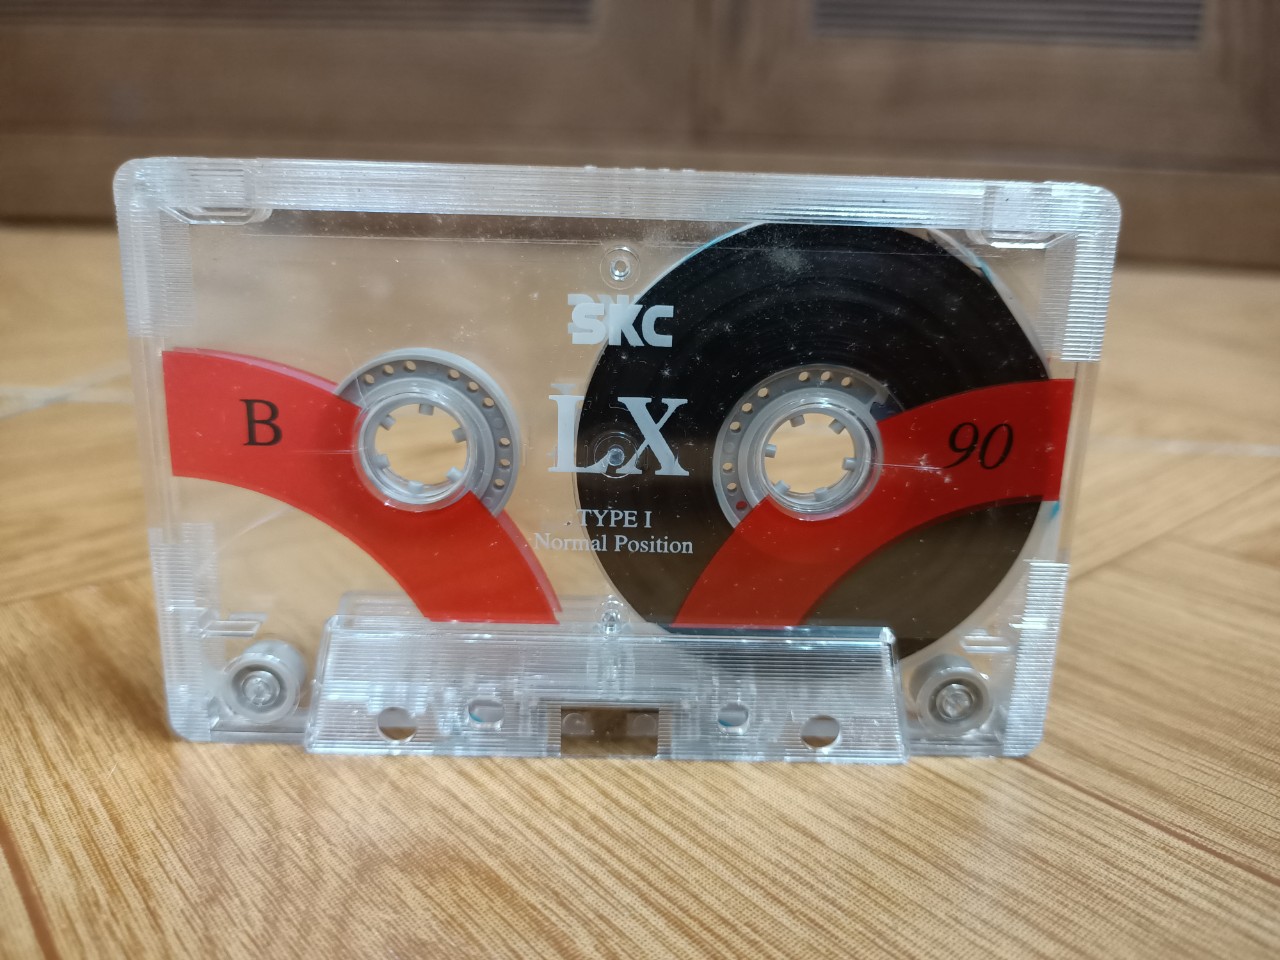 SKC
B
LX
90
TYPE I
Normal Position